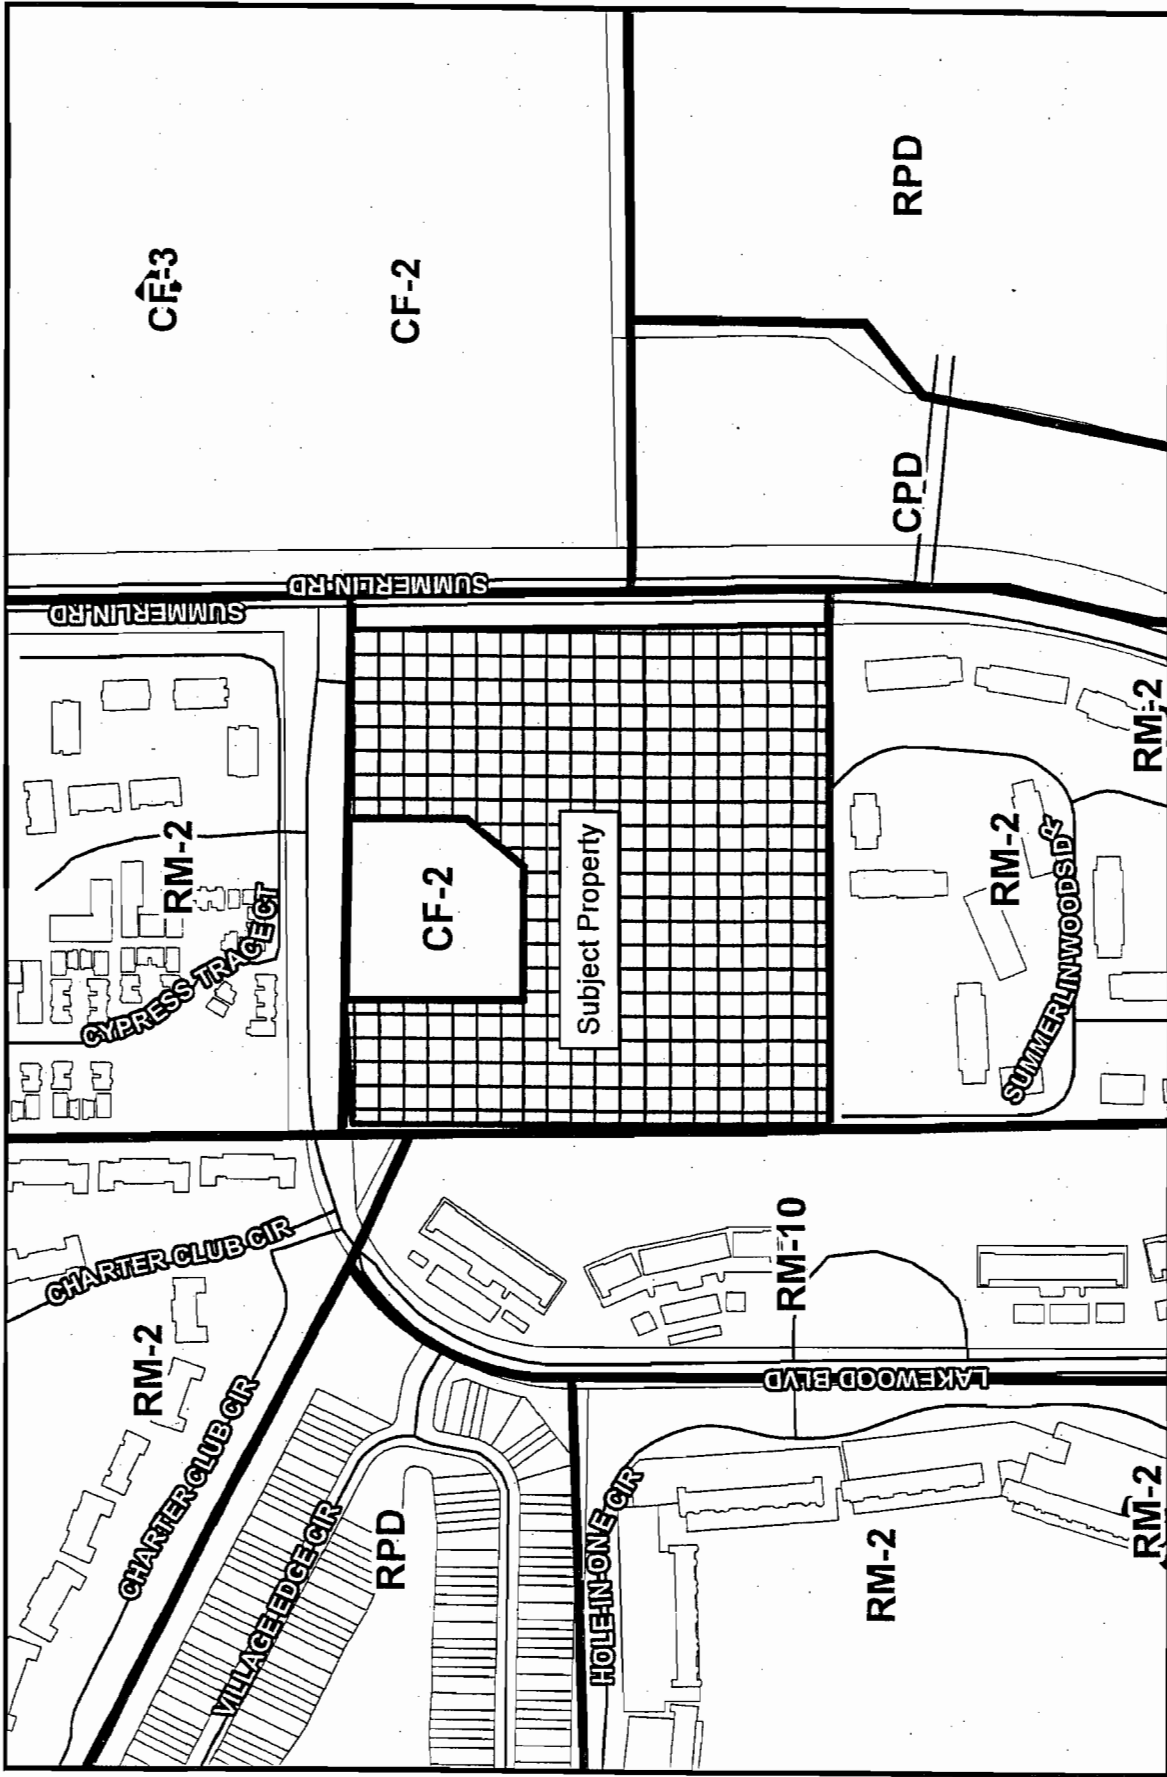 CHARTER CLUB CIR
RM-2
CHARTER CLUB CIR
CYPRESS TRACE CT
RM-2
SUMMERLIN RD
CF-3
VILLAGE EDGE CIR
RPD
CF-2
SUMMERLIN RD
CF-2
Subject Property
HOLE-IN-ONE CIR
RM-10
LAKEWOOD BLVD
RM-2
RM-2
SUMMERLIN WOODS DR
CPD
RPD
RM-2
RM-2